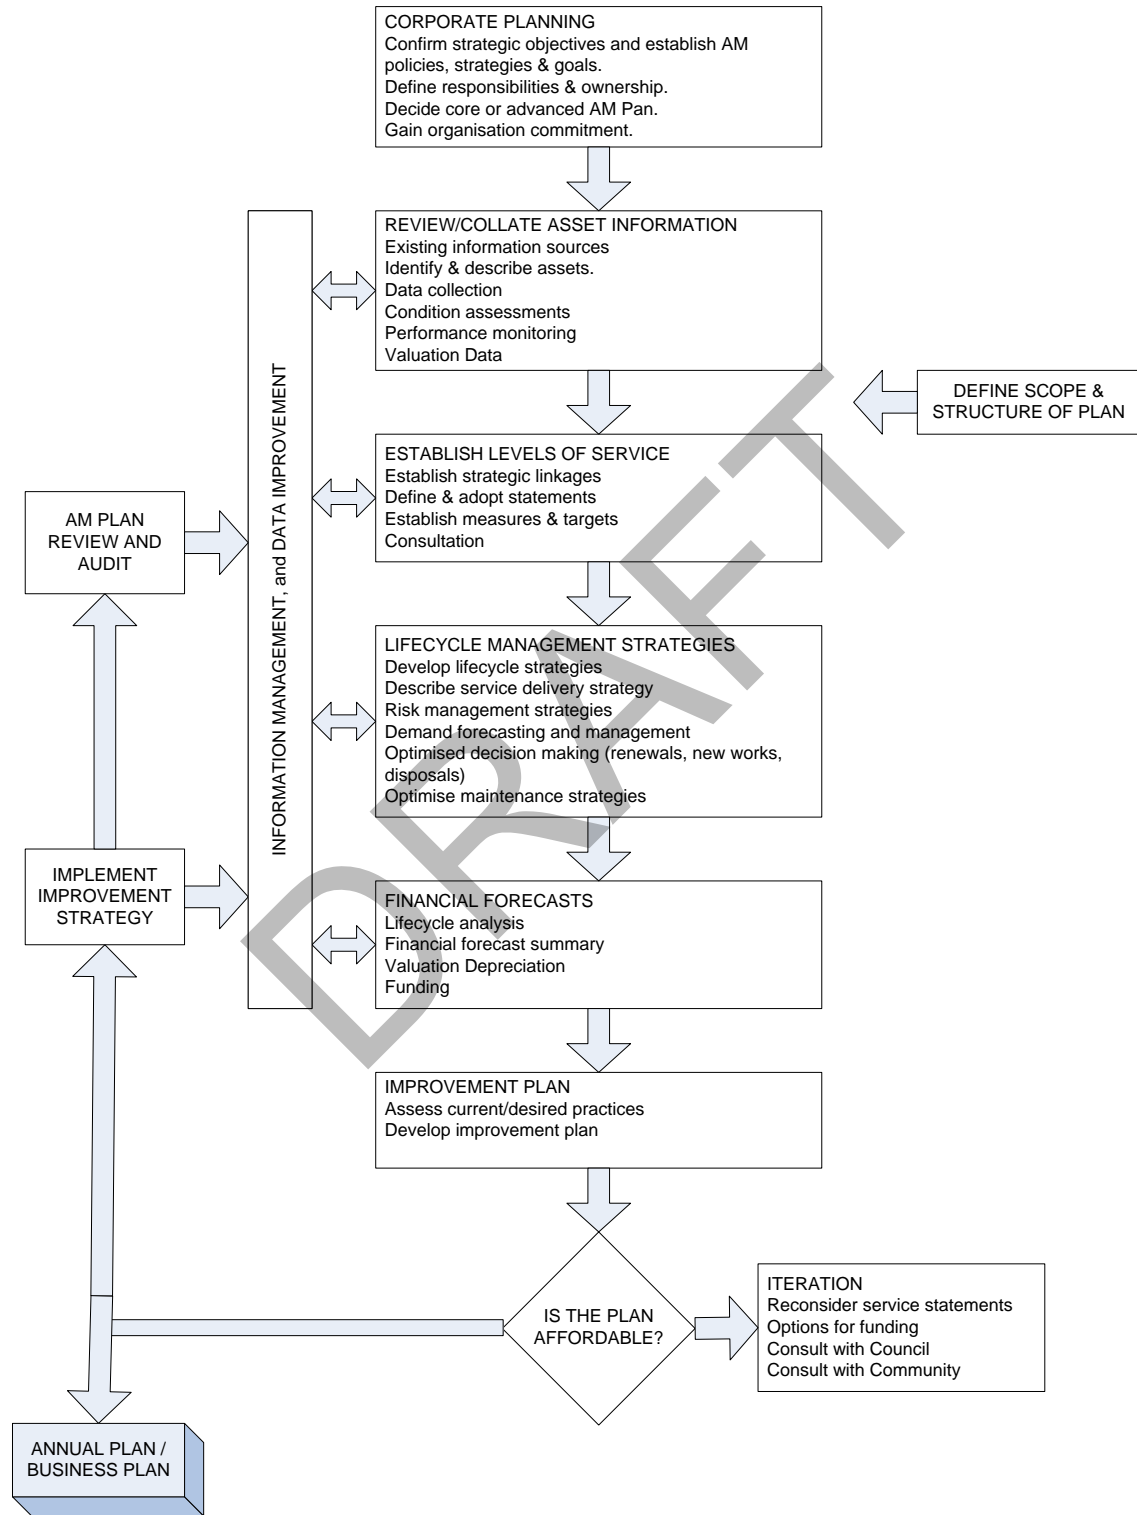 CORPORATE PLANNING
Confirm strategic objectives and establish AM
policies, strategies & goals.
Define responsibilities & ownership.
Decide core or advanced AM Pan.
Gain organisation commitment.
REVIEW/COLLATE ASSET INFORMATION
Existing information sources
Identify & describe assets.
Data collection
Condition assessments
Performance monitoring
Valuation Data
DEFINE SCOPE &
STRUCTURE OF PLAN
INFORMATION MANAGEMENT, and DATA IMPROVEMENT
ESTABLISH LEVELS OF SERVICE
Establish strategic linkages
Define & adopt statements
Establish measures & targets
Consultation
AM PLAN
REVIEW AND
AUDIT
LIFECYCLE MANAGEMENT STRATEGIES
Develop lifecycle strategies
Describe service delivery strategy
Risk management strategies
Demand forecasting and management
Optimised decision making (renewals, new works,
disposals)
Optimise maintenance strategies
IMPLEMENT
IMPROVEMENT
STRATEGY
FINANCIAL FORECASTS
Lifecycle analysis
Financial forecast summary
Valuation Depreciation
Funding
IMPROVEMENT PLAN
Assess current/desired practices
Develop improvement plan
IS THE PLAN
AFFORDABLE?
ITERATION
Reconsider service statements
Options for funding
Consult with Council
Consult with Community
ANNUAL PLAN /
BUSINESS PLAN
DRAFT